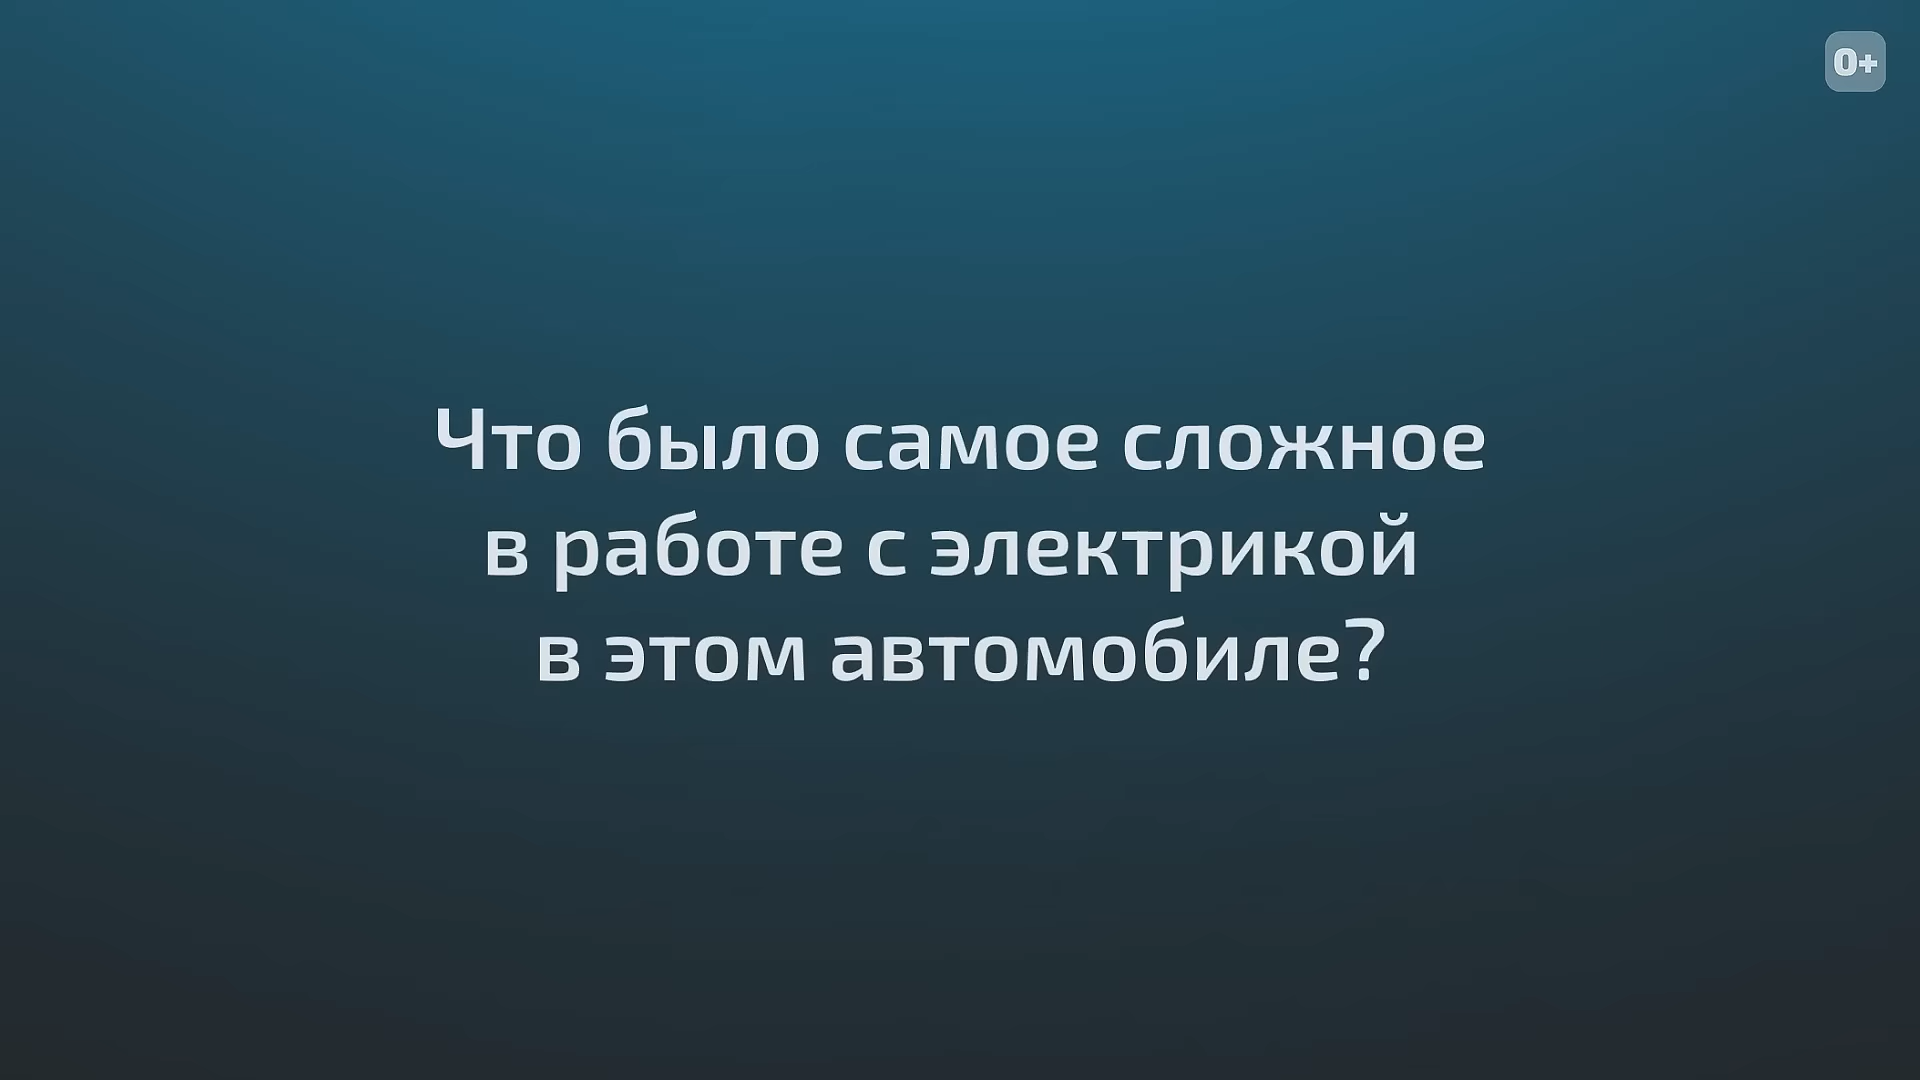 0+
Что было самое сложное
в работе с электрикой
в этом автомобиле?